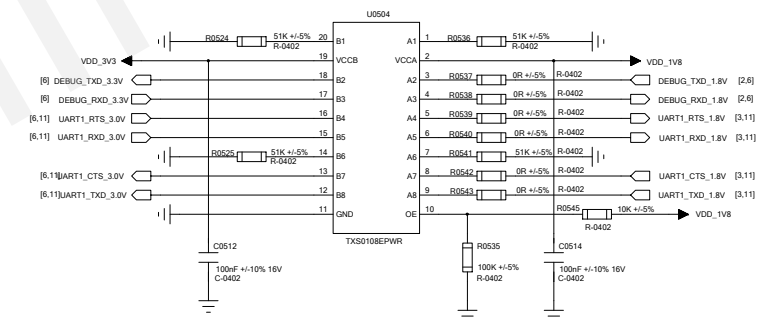 U0504
R0524 51K +/-5% R-0402 20 B1 A1 1 R0536 51K +/-5% R-0402
VDD_3V3 19 VCCB VCCA 2 VDD_1V8
[6] DEBUG_TXD_3.3V 18 B2 A2 3 R0537 0R +/-5% R-0402 DEBUG_TXD_1.8V [2,6]
[6] DEBUG_RXD_3.3V 17 B3 A3 4 R0538 0R +/-5% R-0402 DEBUG_RXD_1.8V [2,6]
[6,11] UART1_RTS_3.0V 16 B4 A4 5 R0539 0R +/-5% R-0402 UART1_RTS_1.8V [3,11]
[6,11] UART1_RXD_3.0V 15 B5 A5 6 R0540 0R +/-5% R-0402 UART1_RXD_1.8V [3,11]
R0525 51K +/-5% R-0402 14 B6 A6 7 R0541 51K +/-5% R-0402
[6,11] UART1_CTS_3.0V 13 B7 A7 8 R0542 0R +/-5% R-0402 UART1_CTS_1.8V [3,11]
[6,11] UART1_TXD_3.0V 12 B8 A8 9 R0543 0R +/-5% R-0402 UART1_TXD_1.8V [3,11]
11 GND OE 10 R0545 10K +/-5% R-0402 VDD_1V8
TXS0108EPWR
C0512
100nF +/-10% 16V
C-0402
R0535
100K +/-5%
R-0402
C0514
100nF +/-10% 16V
C-0402